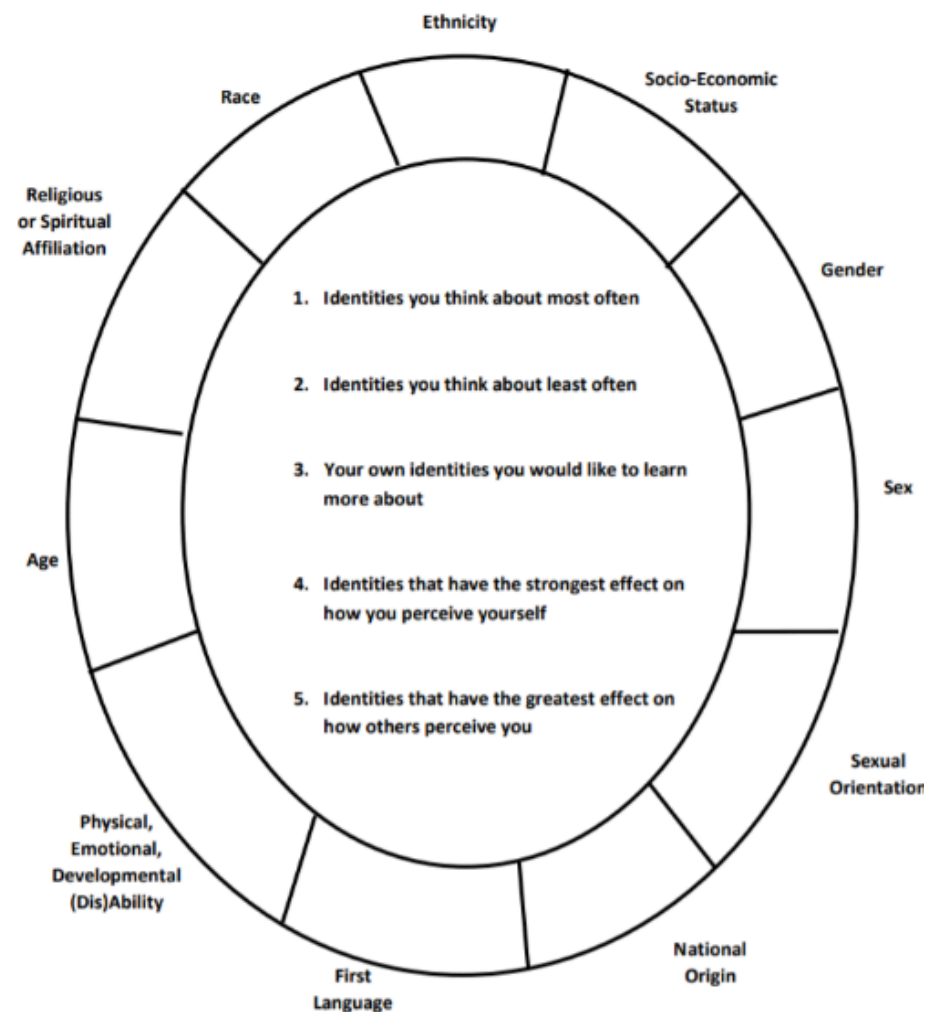 Ethnicity
Socio-Economic
Status
Race
Religious
or Spiritual
Affiliation
Gender
1. Identities you think about most often
2. Identities you think about least often
3. Your own identities you would like to learn
more about
Sex
Age
4. Identities that have the strongest effect on
how you perceive yourself
5. Identities that have the greatest effect on
how others perceive you
Sexual
Orientation
Physical,
Emotional,
Developmental
(Dis)Ability
National
Origin
First
Language